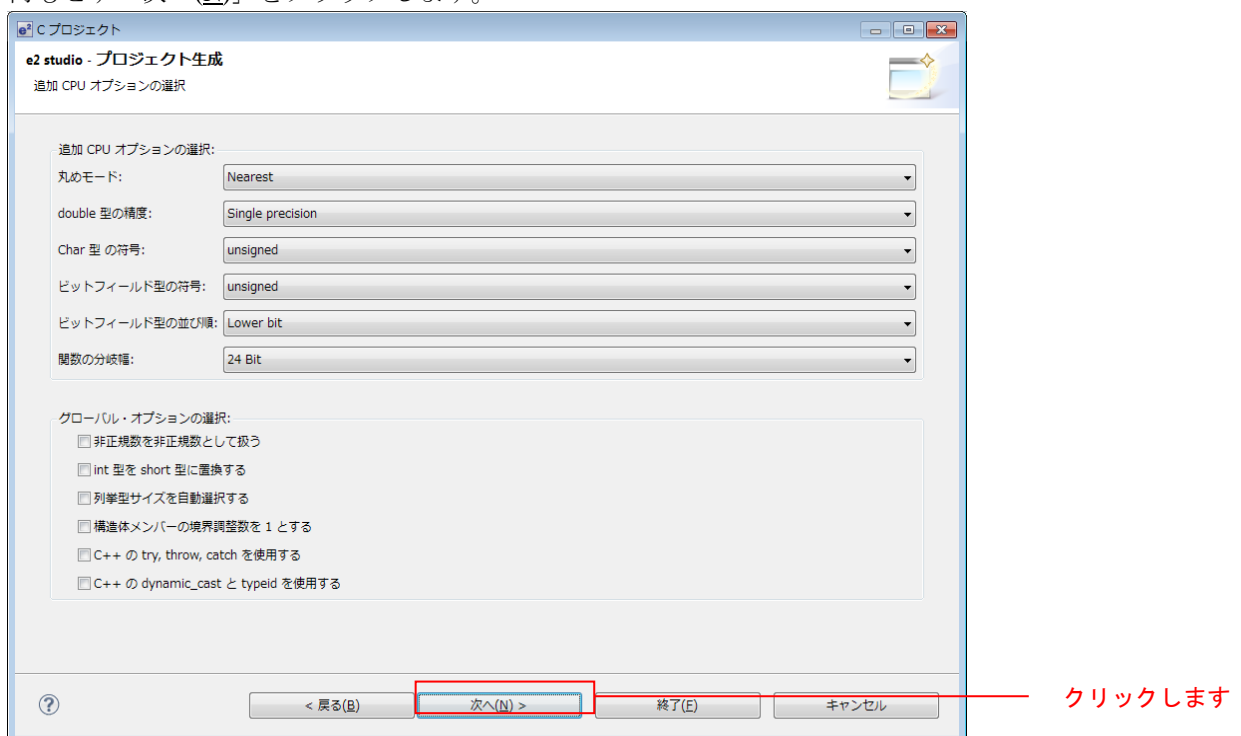 e² C プロジェクト
e2 studio - プロジェクト生成
追加 CPU オプションの選択
追加 CPU オプションの選択:
丸めモード: Nearest
double 型の精度: Single precision
Char 型 の符号: unsigned
ビットフィールド型の符号: unsigned
ビットフィールド型の並び順: Lower bit
関数の分岐幅: 24 Bit
グローバル・オプションの選択:
非正規数を非正規数として扱う
int 型を short 型に置換する
列挙型サイズを自動選択する
構造体メンバーの境界調整数を 1 とする
C++ の try, throw, catch を使用する
C++ の dynamic_cast と typeid を使用する
? < 戻る(B) 次へ(N) > 終了(F) キャンセル クリックします